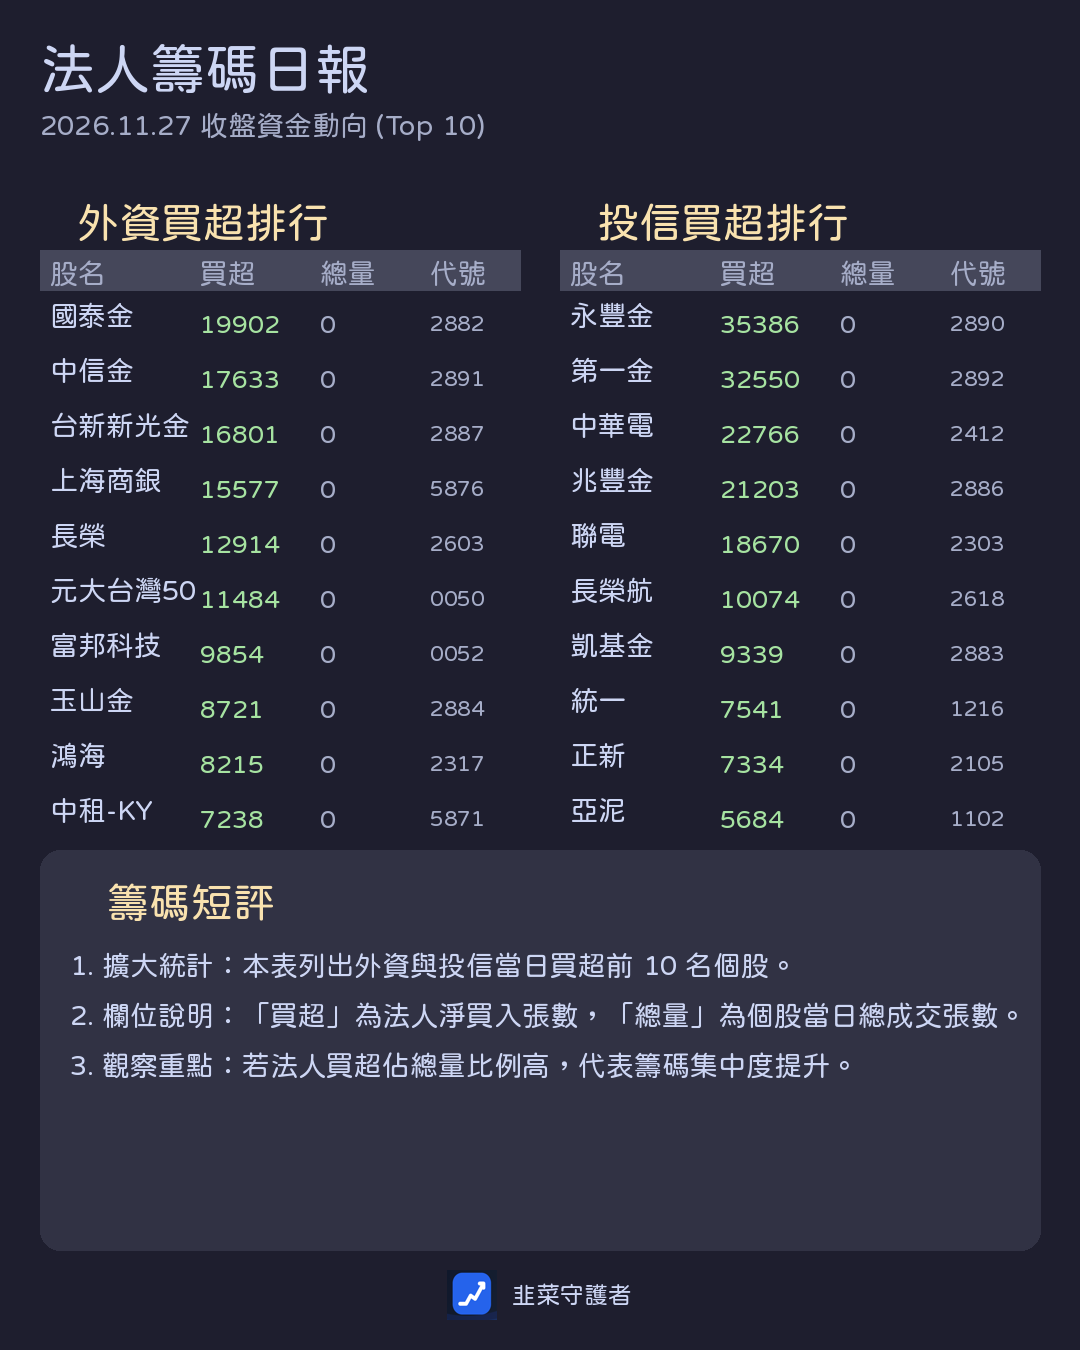 法人籌碼日報
2026.11.27 收盤資金動向 (Top 10)
外資買超排行
股名 買超 總量 代號
國泰金 19902 0 2882
中信金 17633 0 2891
台新新光金 16801 0 2887
上海商銀 15577 0 5876
長榮 12914 0 2603
元大台灣50 11484 0 0050
富邦科技 9854 0 0052
玉山金 8721 0 2884
鴻海 8215 0 2317
中租-KY 7238 0 5871
投信買超排行
股名 買超 總量 代號
永豐金 35386 0 2890
第一金 32550 0 2892
中華電 22766 0 2412
兆豐金 21203 0 2886
聯電 18670 0 2303
長榮航 10074 0 2618
凱基金 9339 0 2883
統一 7541 0 1216
正新 7334 0 2105
亞泥 5684 0 1102
籌碼短評
1. 擴大統計：本表列出外資與投信當日買超前 10 名個股。
2. 欄位說明：「買超」為法人淨買入張數，「總量」為個股當日總成交張數。
3. 觀察重點：若法人買超佔總量比例高，代表籌碼集中度提升。
韭菜守護者